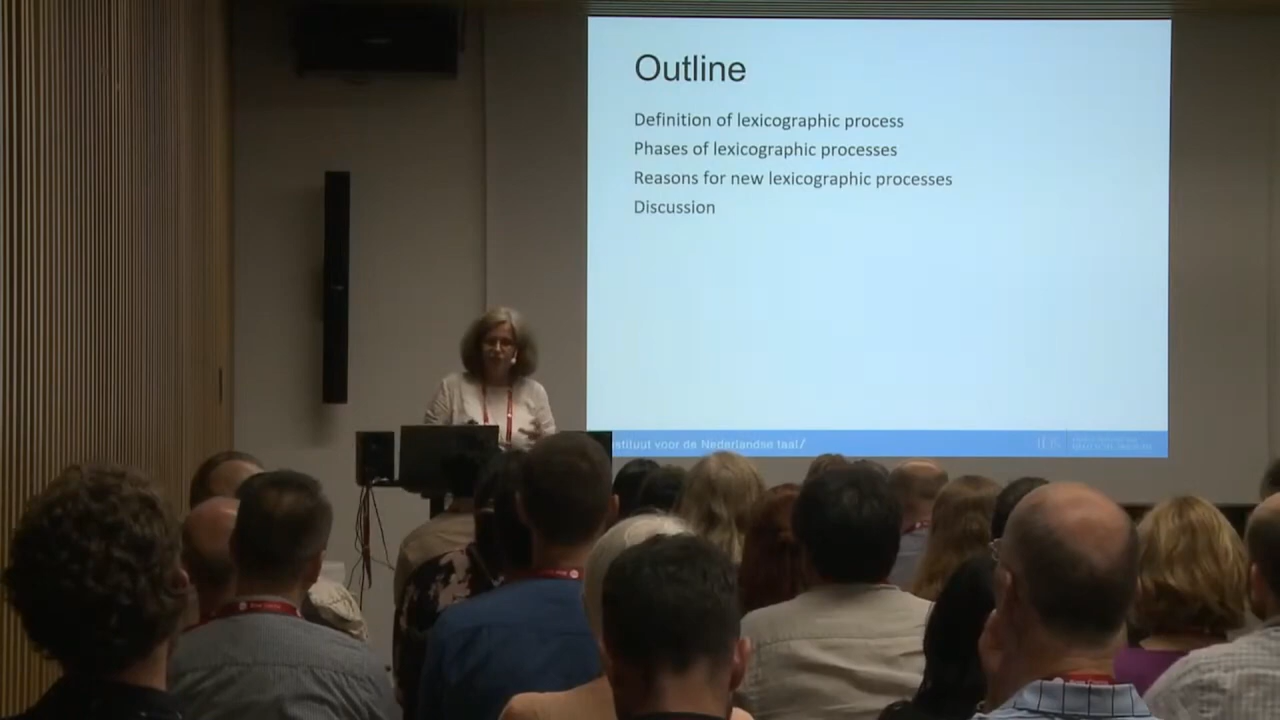 Outline
Definition of lexicographic process
Phases of lexicographic processes
Reasons for new lexicographic processes
Discussion
voor de Nederlandse taal/